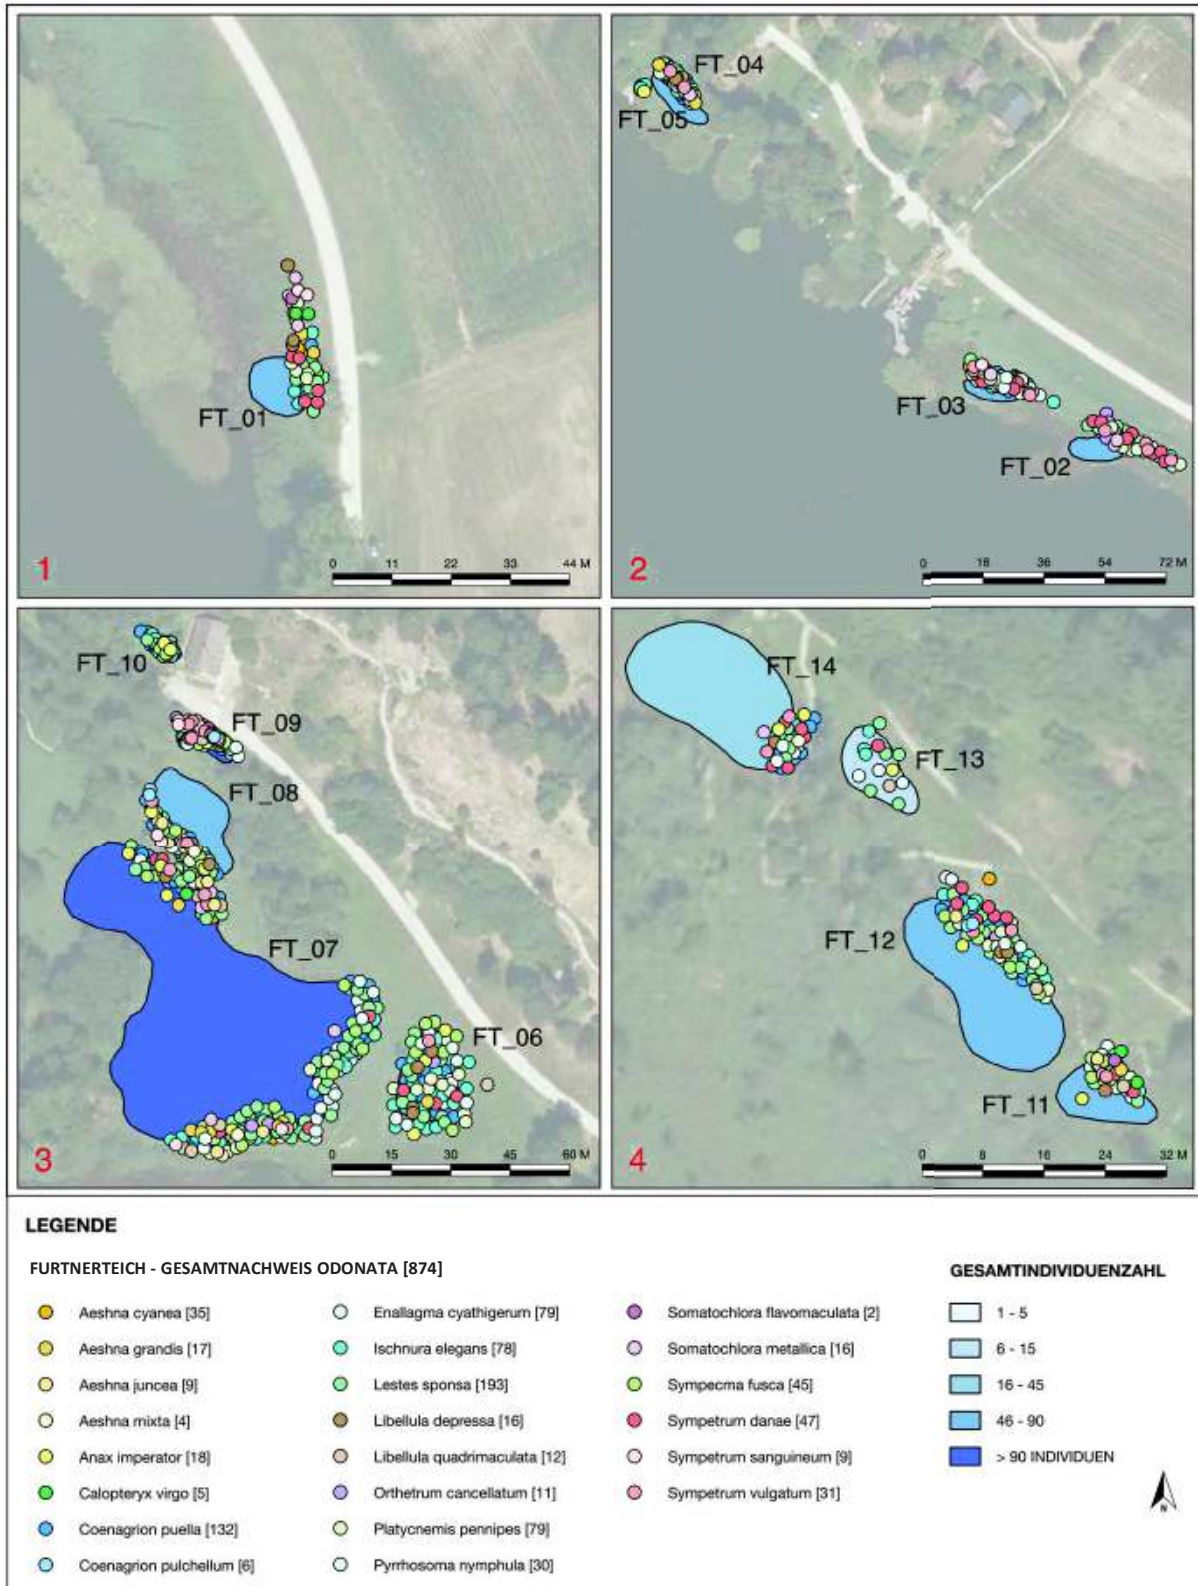 FT_01
1
0 11 22 33 44 M
FT_04
FT_05
FT_03
FT_02
2
0 18 36 54 72 M
FT_10
FT_09
FT_08
FT_07
FT_06
3
0 15 30 45 60 M
FT_14
FT_13
FT_12
FT_11
4
0 8 16 24 32 M
LEGENDE
FURTNERTEICH - GESAMTNACHWEIS ODONATA [874]
Aeshna cyanea [35]
Aeshna grandis [17]
Aeshna juncea [9]
Aeshna mixta [4]
Anax imperator [18]
Calopteryx virgo [5]
Coenagrion puella [132]
Coenagrion pulchellum [6]
Enallagma cyathigerum [79]
Ischnura elegans [78]
Lestes sponsa [193]
Libellula depressa [16]
Libellula quadrimaculata [12]
Orthetrum cancellatum [11]
Platycnemis pennipes [79]
Pyrrhosoma nymphula [30]
Somatochlora flavomaculata [2]
Somatochlora metallica [16]
Sympecma fusca [45]
Sympetrum danae [47]
Sympetrum sanguineum [9]
Sympetrum vulgatum [31]
GESAMTINDIVIDUENZAHL
1 - 5
6 - 15
16 - 45
46 - 90
> 90 INDIVIDUEN